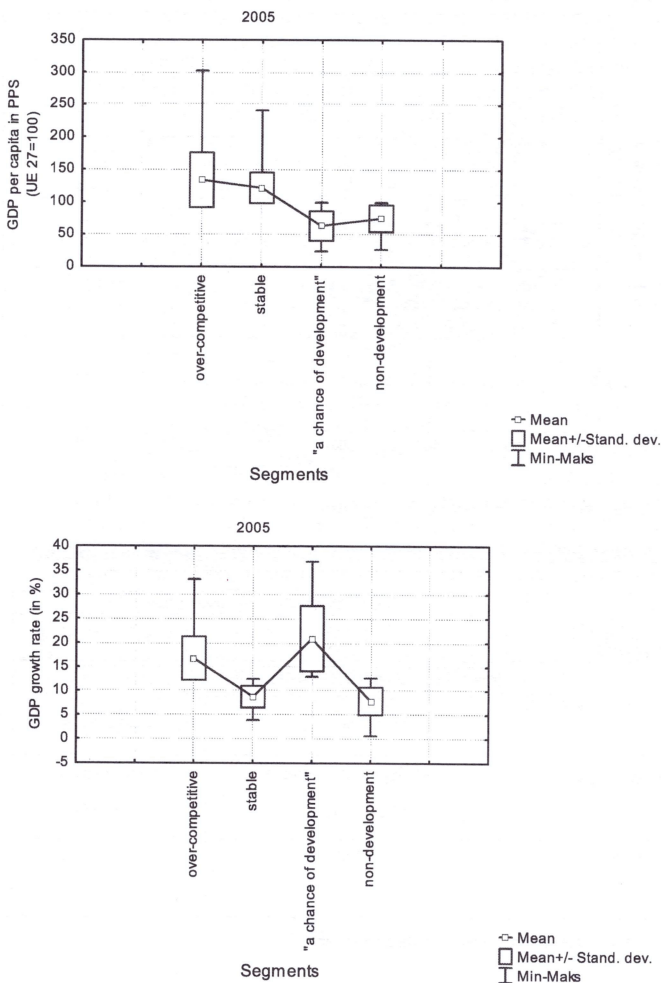 2005
GDP per capita in PPS
(UE 27=100)
350
300
250
200
150
100
50
0
over-competitive
stable
"a chance of development"
non-development
Segments
Mean
Mean+/-Stand. dev.
Min-Maks
2005
GDP growth rate (in %)
40
35
30
25
20
15
10
5
0
-5
over-competitive
stable
"a chance of development"
non-development
Segments
Mean
Mean+/- Stand. dev.
Min-Maks